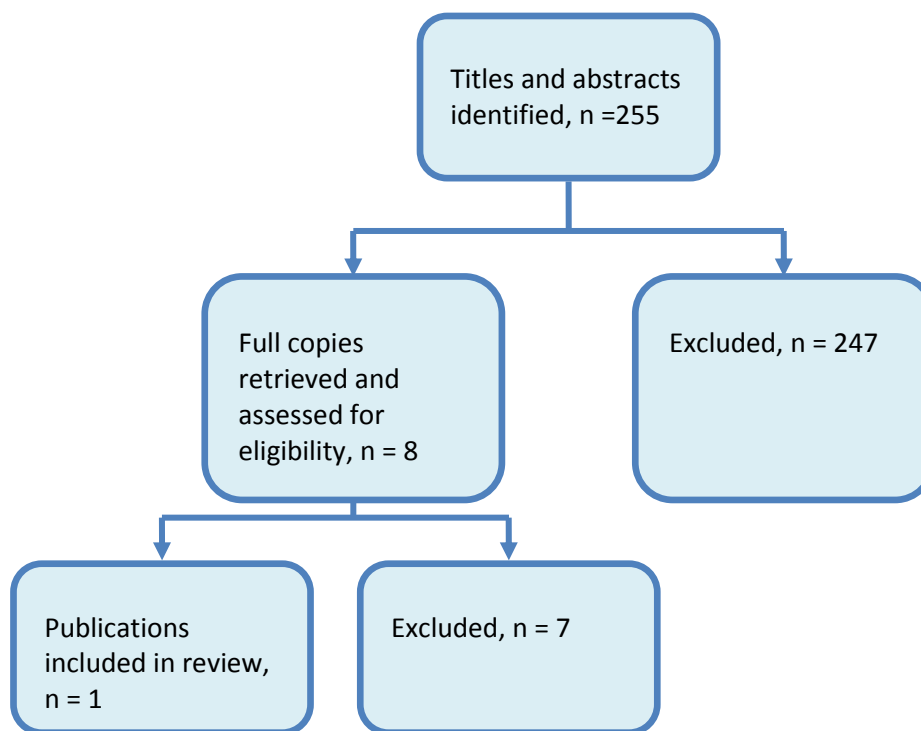 Titles and abstracts
identified, n =255
Full copies
retrieved and
assessed for
eligibility, n = 8
Excluded, n = 247
Publications
included in review,
n = 1
Excluded, n = 7